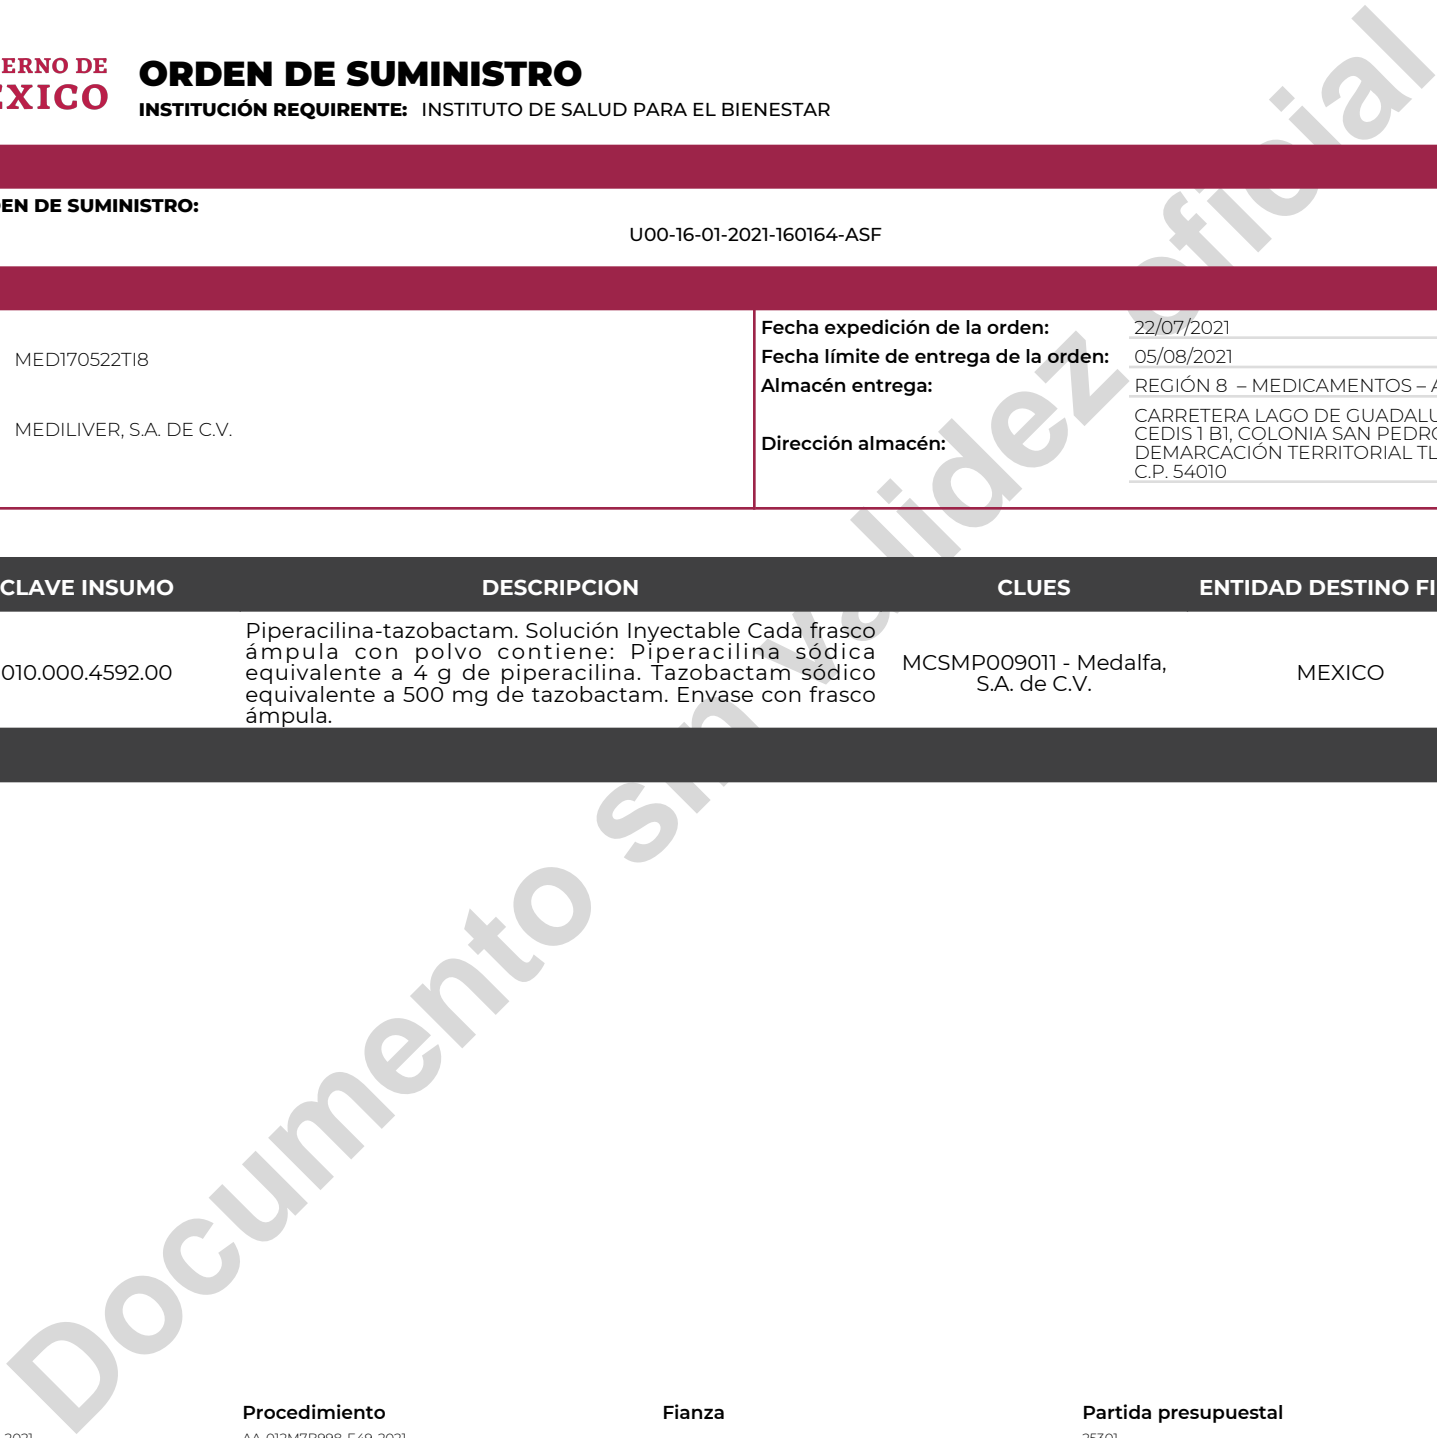 ERNO DE
EXICO
ORDEN DE SUMINISTRO
INSTITUCIÓN REQUIRENTE: INSTITUTO DE SALUD PARA EL BIENESTAR
EN DE SUMINISTRO:
U00-16-01-2021-160164-ASF
MED170522TI8
MEDILIVER, S.A. DE C.V.
Fecha expedición de la orden: 22/07/2021
Fecha límite de entrega de la orden: 05/08/2021
Almacén entrega: REGIÓN 8 – MEDICAMENTOS – A
Dirección almacén:
CARRETERA LAGO DE GUADALU
CEDIS 1 B1, COLONIA SAN PEDRO
DEMARCACIÓN TERRITORIAL TL
C.P. 54010
CLAVE INSUMO DESCRIPCION CLUES ENTIDAD DESTINO FI
010.000.4592.00
Piperacilina-tazobactam. Solución Inyectable Cada frasco
ámpula con polvo contiene: Piperacilina sódica
equivalente a 4 g de piperacilina. Tazobactam sódico
equivalente a 500 mg de tazobactam. Envase con frasco
ámpula.
MCSMP009011 - Medalfa,
S.A. de C.V.
MEXICO
Documento sin validez oficial
Procedimiento Fianza Partida presupuestal